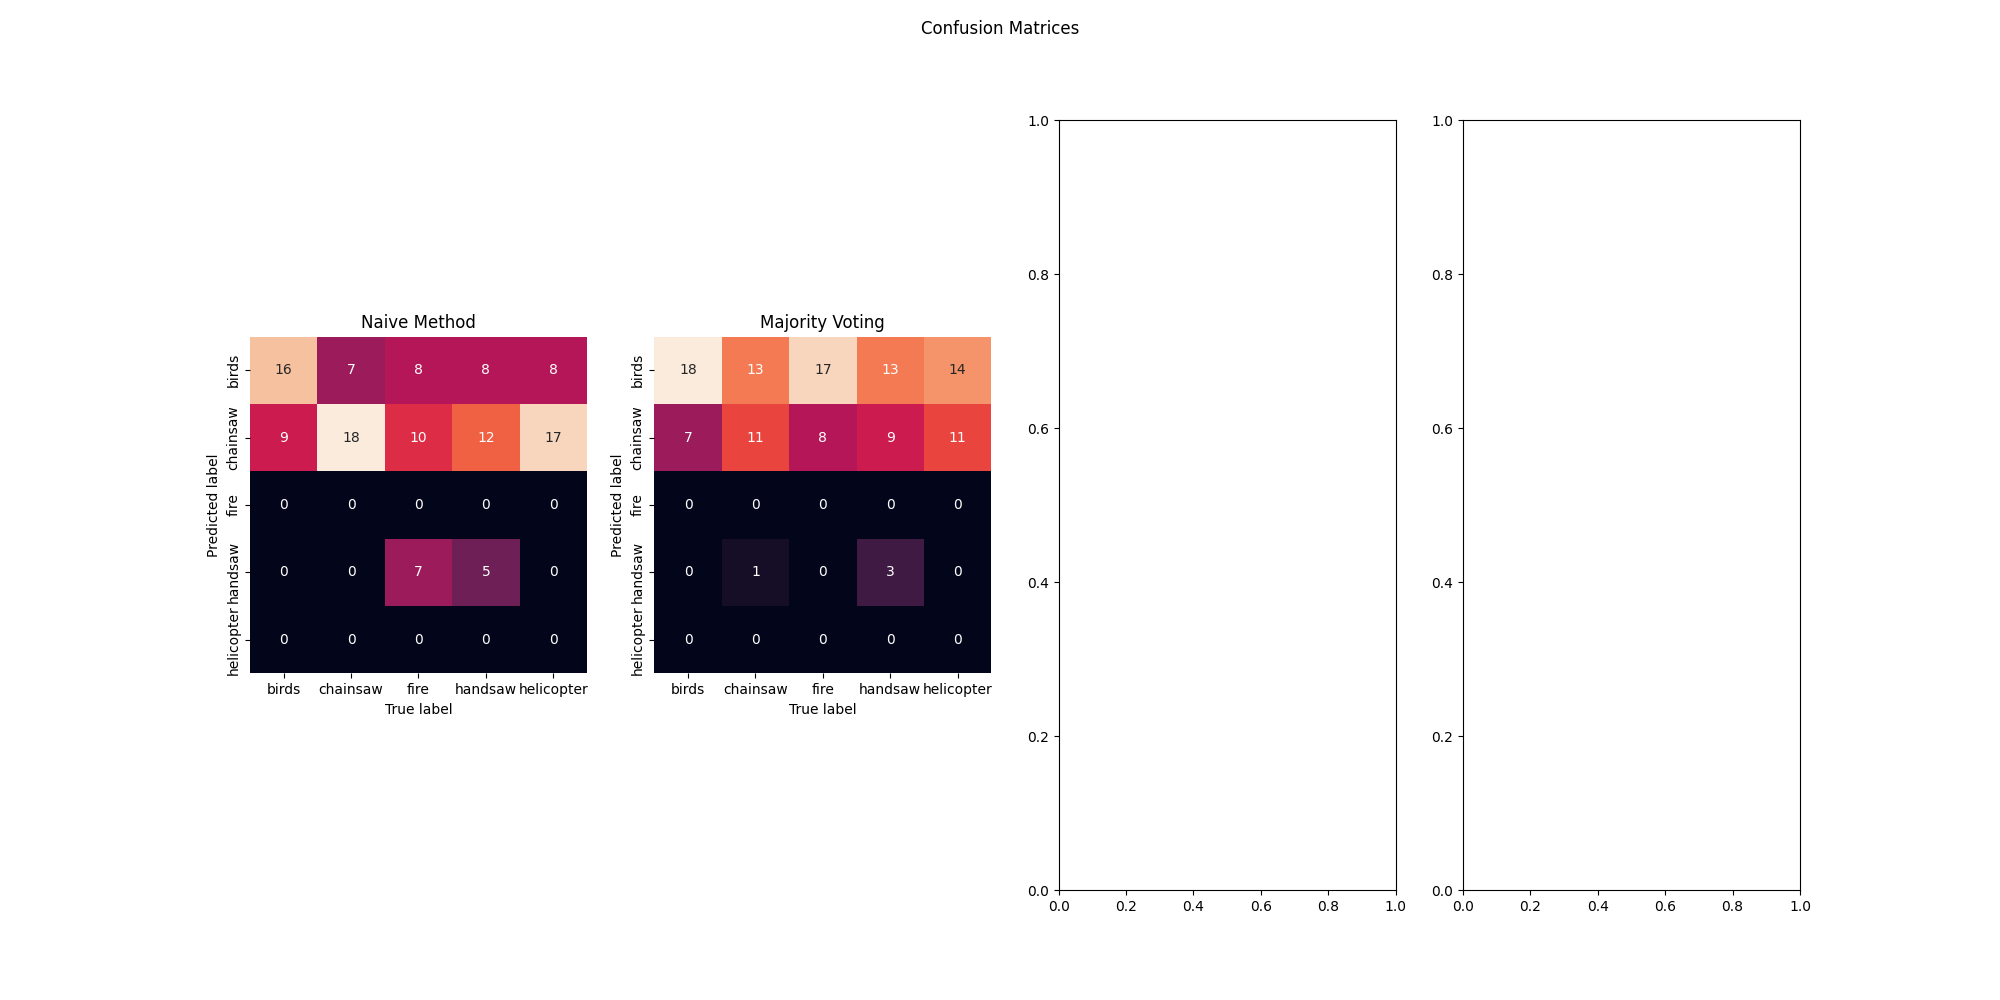 Confusion Matrices
Naive Method
Predicted label
birds 16 7 8 8 8
chainsaw 9 18 10 12 17
fire 0 0 0 0 0
handsaw 0 0 7 5 0
helicopter 0 0 0 0 0
birds chainsaw fire handsaw helicopter
True label
Majority Voting
Predicted label
birds 18 13 17 13 14
chainsaw 7 11 8 9 11
fire 0 0 0 0 0
handsaw 0 1 0 3 0
helicopter 0 0 0 0 0
birds chainsaw fire handsaw helicopter
True label
1.0
0.8
0.6
0.4
0.2
0.0
0.0 0.2 0.4 0.6 0.8 1.0
1.0
0.8
0.6
0.4
0.2
0.0
0.0 0.2 0.4 0.6 0.8 1.0